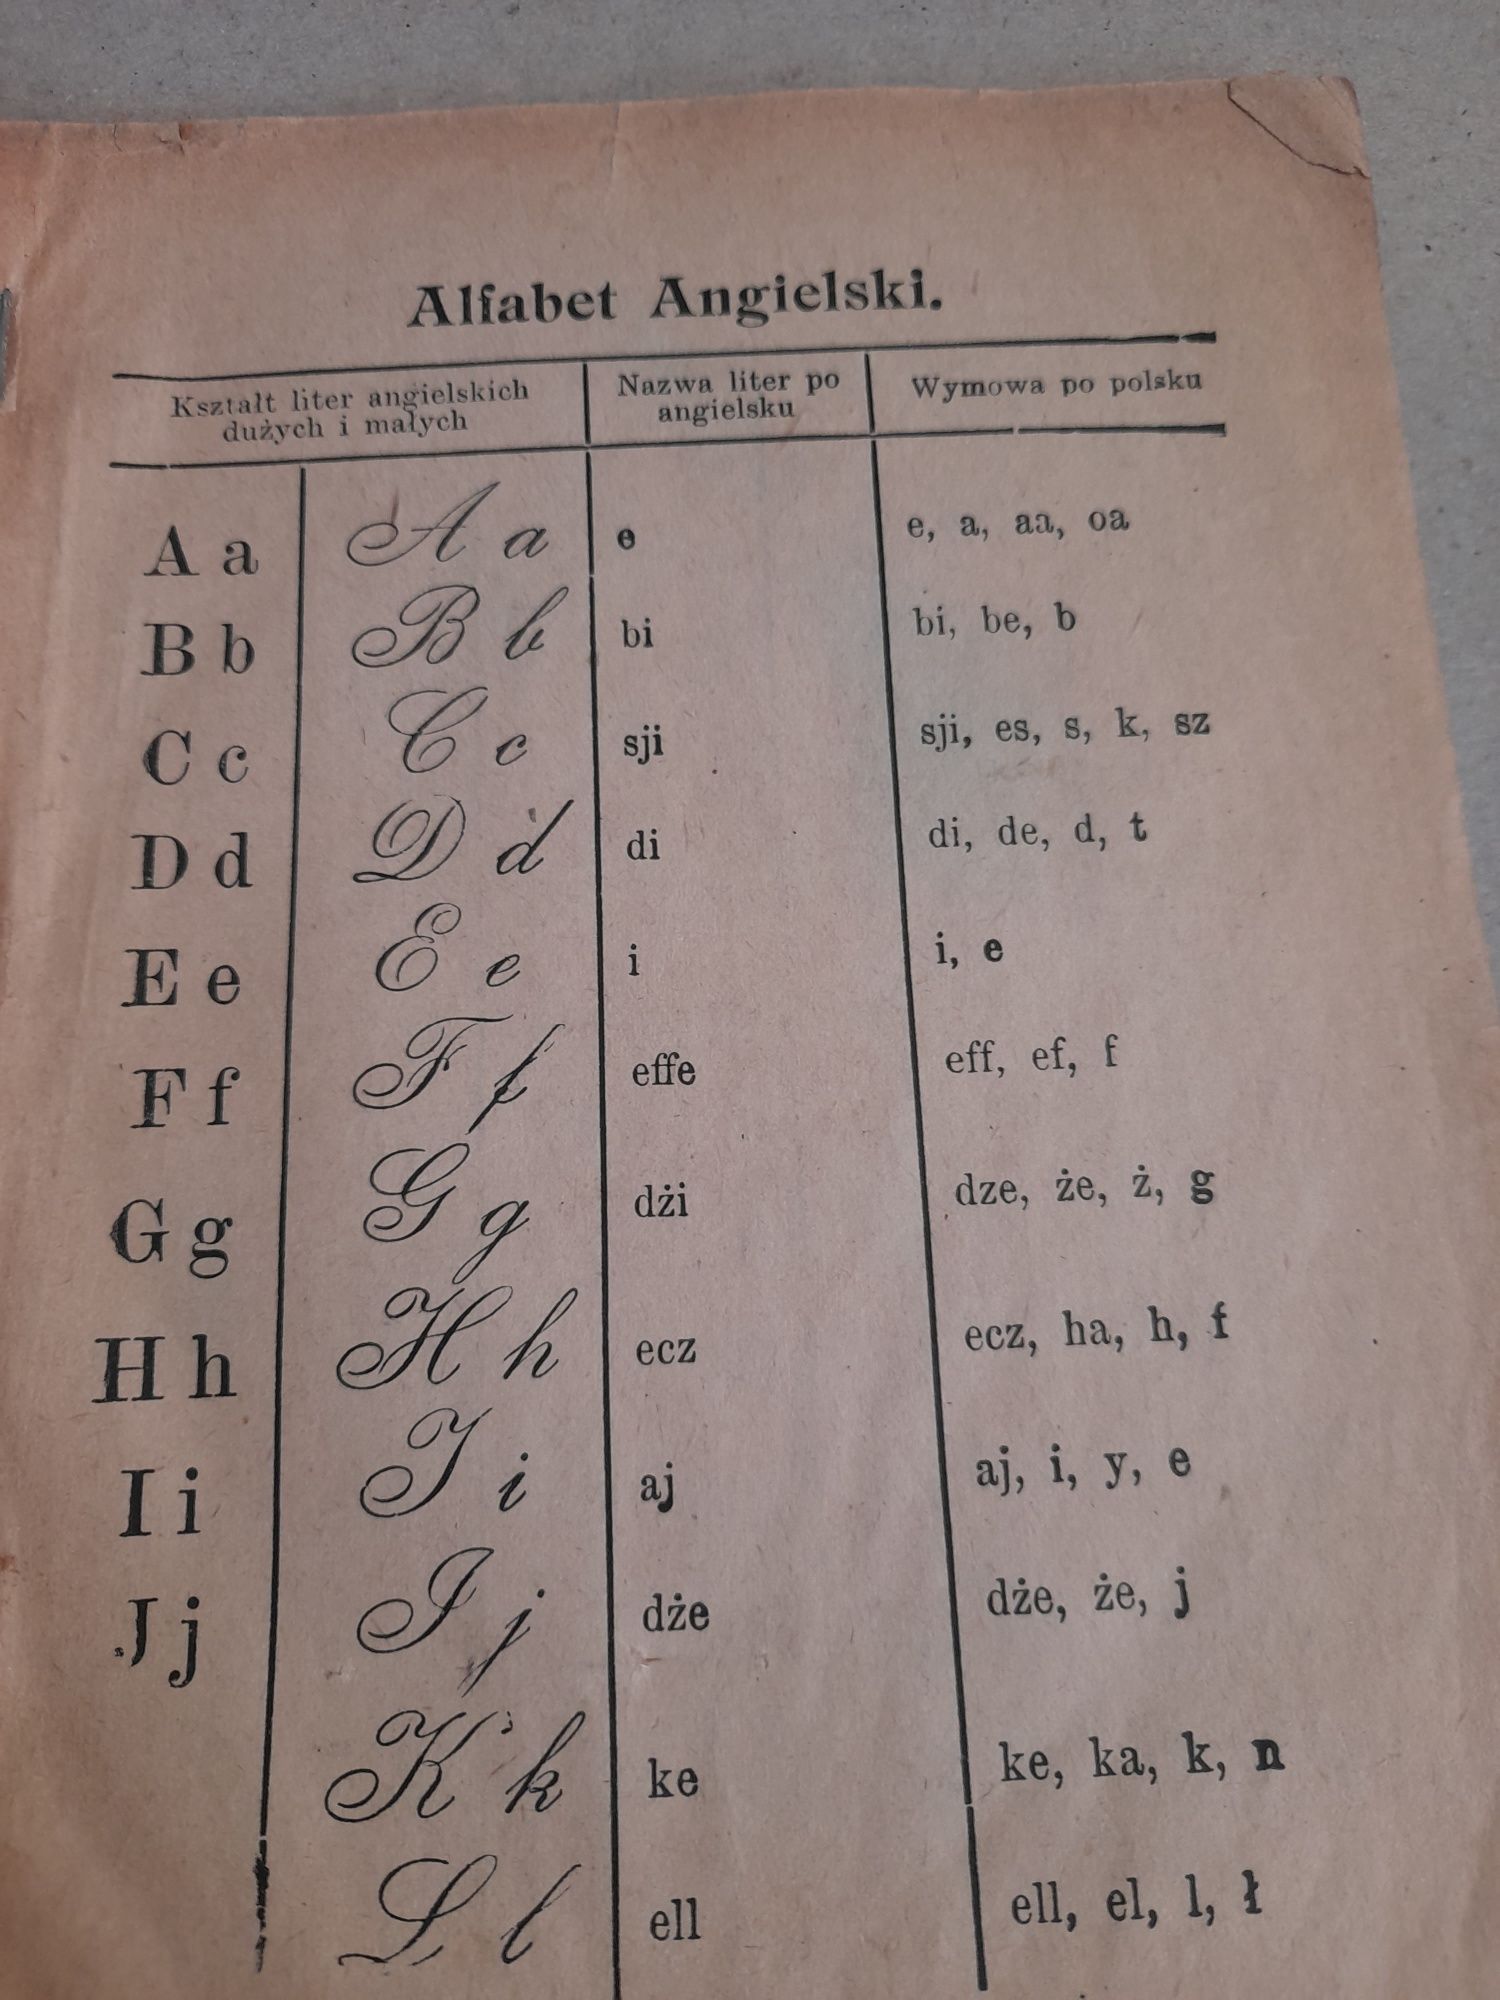 Alfabet Angielski.
Kształt liter angielskich
dużych i małych
Nazwa liter po
angielsku
Wymowa po polsku
A a A a e e, a, aa, oa
B b B b bi bi, be, b
C c C c sji sji, es, s, k, sz
D d D d di di, de, d, t
E e E e i i, e
F f F f effe eff, ef, f
G g G g dżi dze, że, ż, g
H h H h ecz ecz, ha, h, f
I i I i aj aj, i, y, e
J j J j dże dże, że, j
K k ke ke, ka, k, n
L l ell ell, el, l, ł